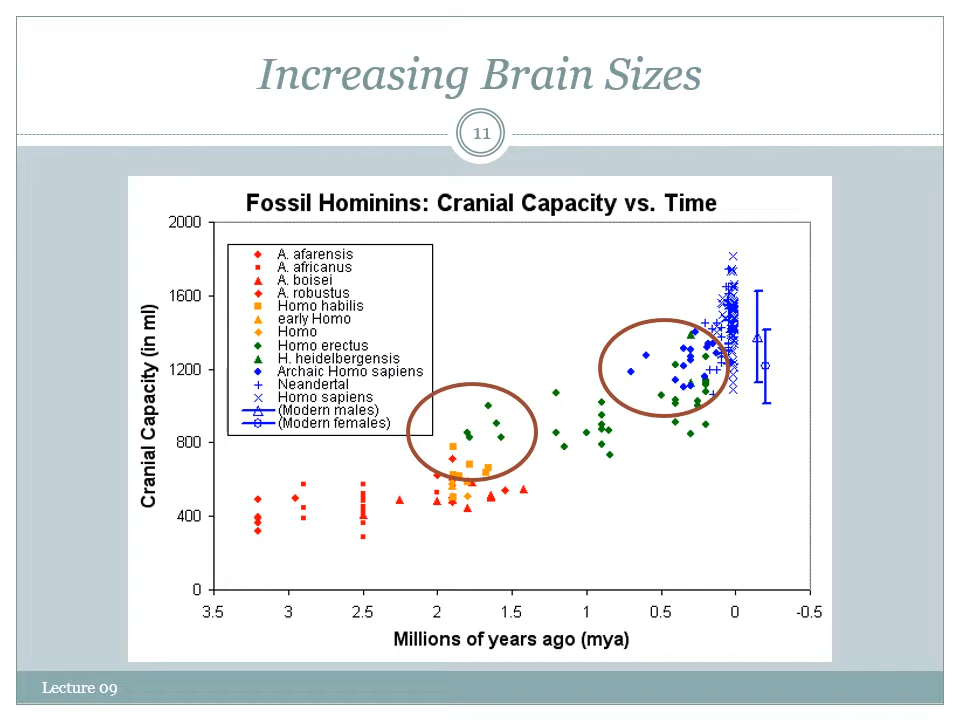 Increasing Brain Sizes
11
Fossil Hominins: Cranial Capacity vs. Time
2000
1600
1200
800
400
0
Cranial Capacity (in ml)
A. afarensis
A. africanus
A. boisei
A. robustus
Homo habilis
early Homo
Homo
Homo erectus
H. heidelbergensis
Archaic Homo sapiens
Neandertal
Homo sapiens
(Modern males)
(Modern females)
3.5 3 2.5 2 1.5 1 0.5 0 -0.5
Millions of years ago (mya)
Lecture 09